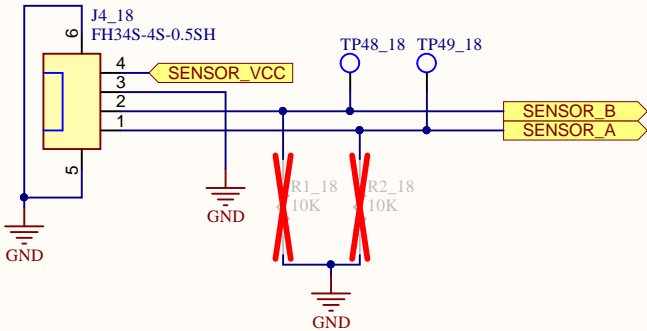 J4_18
FH34S-4S-0.5SH
6
TP48_18
TP49_18
4
SENSOR_VCC
3
2
SENSOR_B
1
SENSOR_A
5
R1_18
10K
R2_18
10K
GND
GND
GND